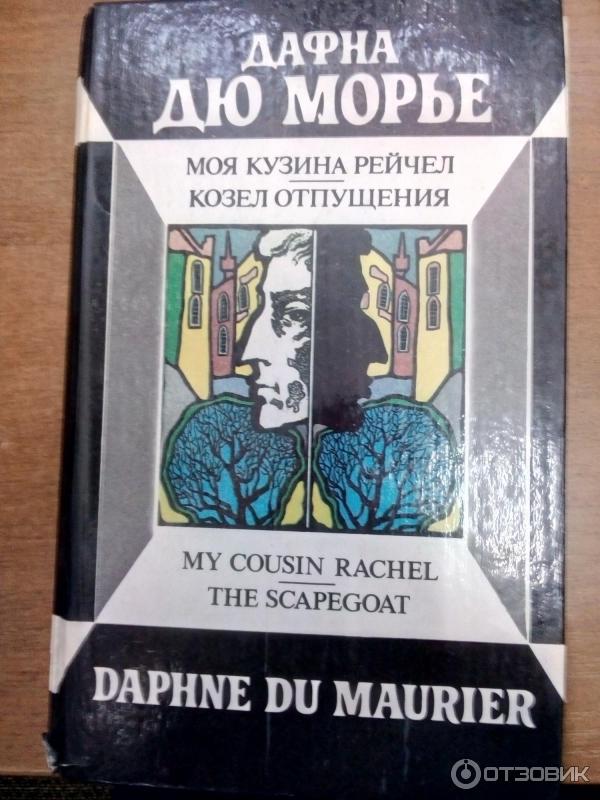 ДАФНА
ДЮ МОРЬЕ
МОЯ КУЗИНА РЕЙЧЕЛ
КОЗЕЛ ОТПУЩЕНИЯ
MY COUSIN RACHEL
THE SCAPEGOAT
DAPHNE DU MAURIER
ОТЗОВИК